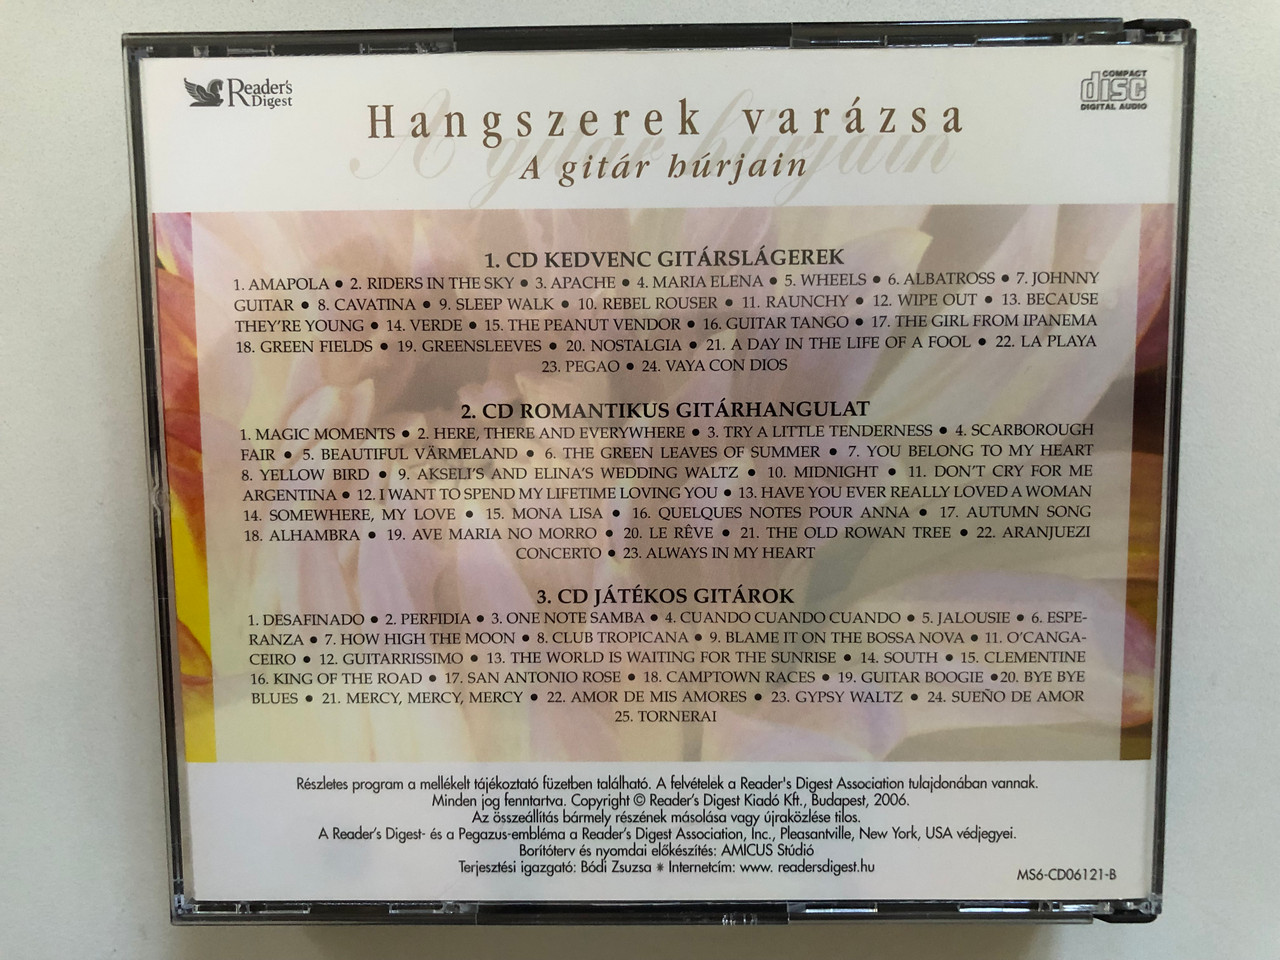 Reader's
Digest
COMPACT
disc
DIGITAL AUDIO
Hangszerek varázsa
A gitár húrjain
A gitár húrjain
1. CD KEDVENC GITÁRSLÁGEREK
1. AMAPOLA ● 2. RIDERS IN THE SKY ● 3. APACHE ● 4. MARIA ELENA ● 5. WHEELS ● 6. ALBATROSS ● 7. JOHNNY
GUITAR ● 8. CAVATINA ● 9. SLEEP WALK ● 10. REBEL ROUSER ● 11. RAUNCHY ● 12. WIPE OUT ● 13. BECAUSE
THEY'RE YOUNG ● 14. VERDE ● 15. THE PEANUT VENDOR ● 16. GUITAR TANGO ● 17. THE GIRL FROM IPANEMA
18. GREEN FIELDS ● 19. GREENSLEEVES ● 20. NOSTALGIA ● 21. A DAY IN THE LIFE OF A FOOL ● 22. LA PLAYA
23. PEGAO ● 24. VAYA CON DIOS
2. CD ROMANTIKUS GITÁRHANGULAT
1. MAGIC MOMENTS ● 2. HERE, THERE AND EVERYWHERE ● 3. TRY A LITTLE TENDERNESS ● 4. SCARBOROUGH
FAIR ● 5. BEAUTIFUL VÄRMELAND ● 6. THE GREEN LEAVES OF SUMMER ● 7. YOU BELONG TO MY HEART
8. YELLOW BIRD ● 9. AKSELI'S AND ELINA'S WEDDING WALTZ ● 10. MIDNIGHT ● 11. DON'T CRY FOR ME
ARGENTINA ● 12. I WANT TO SPEND MY LIFETIME LOVING YOU ● 13. HAVE YOU EVER REALLY LOVED A WOMAN
14. SOMEWHERE, MY LOVE ● 15. MONA LISA ● 16. QUELQUES NOTES POUR ANNA ● 17. AUTUMN SONG
18. ALHAMBRA ● 19. AVE MARIA NO MORRO ● 20. LE RÊVE ● 21. THE OLD ROWAN TREE ● 22. ARANJUEZI
CONCERTO ● 23. ALWAYS IN MY HEART
3. CD JÁTÉKOS GITÁROK
1. DESAFINADO ● 2. PERFIDIA ● 3. ONE NOTE SAMBA ● 4. CUANDO CUANDO CUANDO ● 5. JALOUSIE ● 6. ESPE-
RANZA ● 7. HOW HIGH THE MOON ● 8. CLUB TROPICANA ● 9. BLAME IT ON THE BOSSA NOVA ● 11. O'CANGA-
CEIRO ● 12. GUITARRISSIMO ● 13. THE WORLD IS WAITING FOR THE SUNRISE ● 14. SOUTH ● 15. CLEMENTINE
16. KING OF THE ROAD ● 17. SAN ANTONIO ROSE ● 18. CAMPTOWN RACES ● 19. GUITAR BOOGIE ●20. BYE BYE
BLUES ● 21. MERCY, MERCY, MERCY ● 22. AMOR DE MIS AMORES ● 23. GYPSY WALTZ ● 24. SUEÑO DE AMOR
25. TORNERAI
Részletes program a mellékelt tájékoztató füzetben található. A felvételek a Reader's Digest Association tulajdonában vannak.
Minden jog fenntartva. Copyright © Reader's Digest Kiadó Kft., Budapest, 2006.
Az összeállítás bármely részének másolása vagy újraközlése tilos.
A Reader's Digest- és a Pegazus-embléma a Reader's Digest Association, Inc., Pleasantville, New York, USA védjegyei.
Borítóterv és nyomdai előkészítés: AMICUS Stúdió
Terjesztési igazgató: Bódi Zsuzsa ⁕ Internetcím: www. readersdigest.hu
MS6-CD06121-B